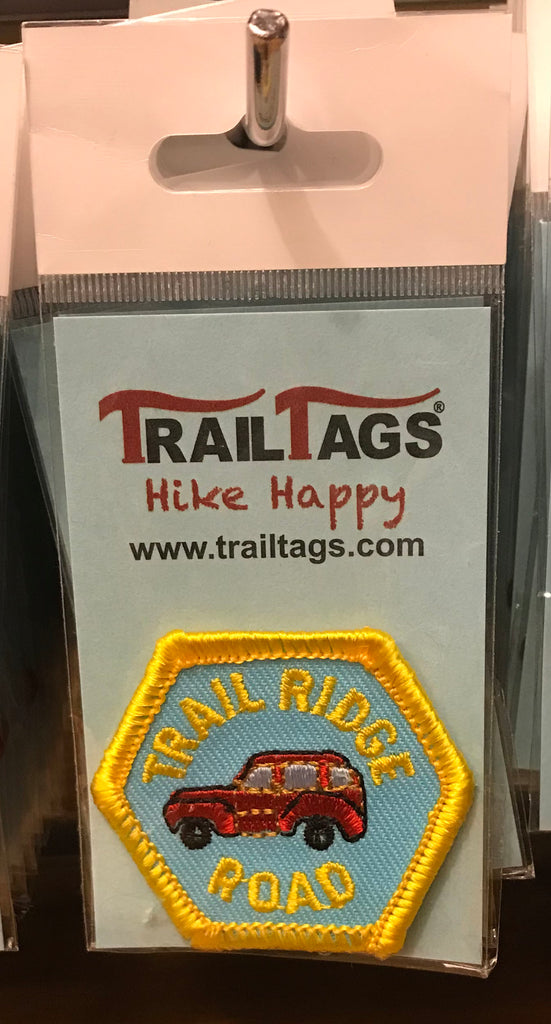 TRAILTAGS®
Hike Happy
www.trailtags.com
TRAIL RIDGE
ROAD